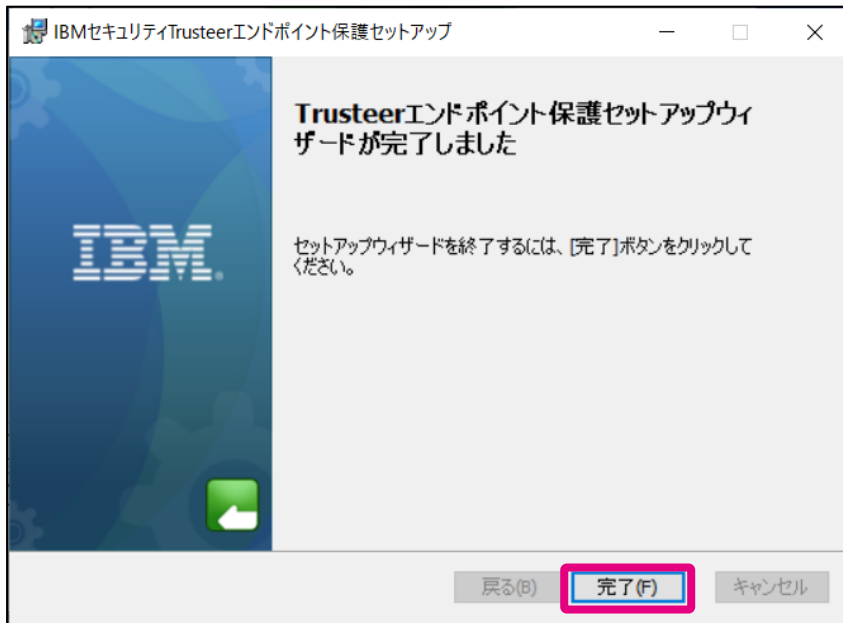 IBMセキュリティTrusteerエンドポイント保護セットアップ
Trusteerエンドポイント保護セットアップウィ
ザードが完了しました
IBM.
セットアップウィザードを終了するには、[完了]ボタンをクリックして
ください。
戻る(B)
完了(F)
キャンセル